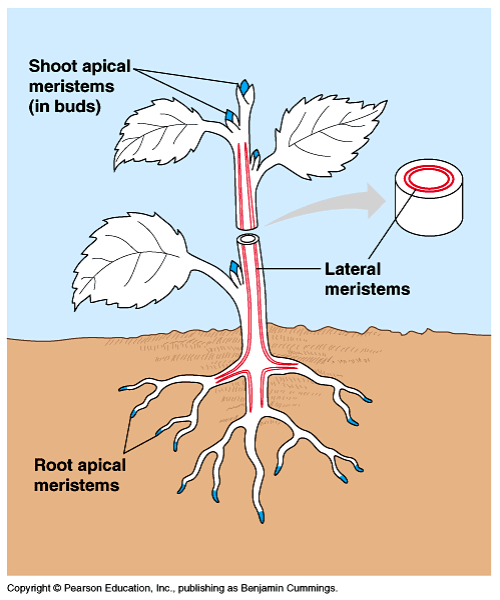 Shoot apical
meristems
(in buds)
Lateral
meristems
Root apical
meristems
Copyright © Pearson Education, Inc., publishing as Benjamin Cummings.